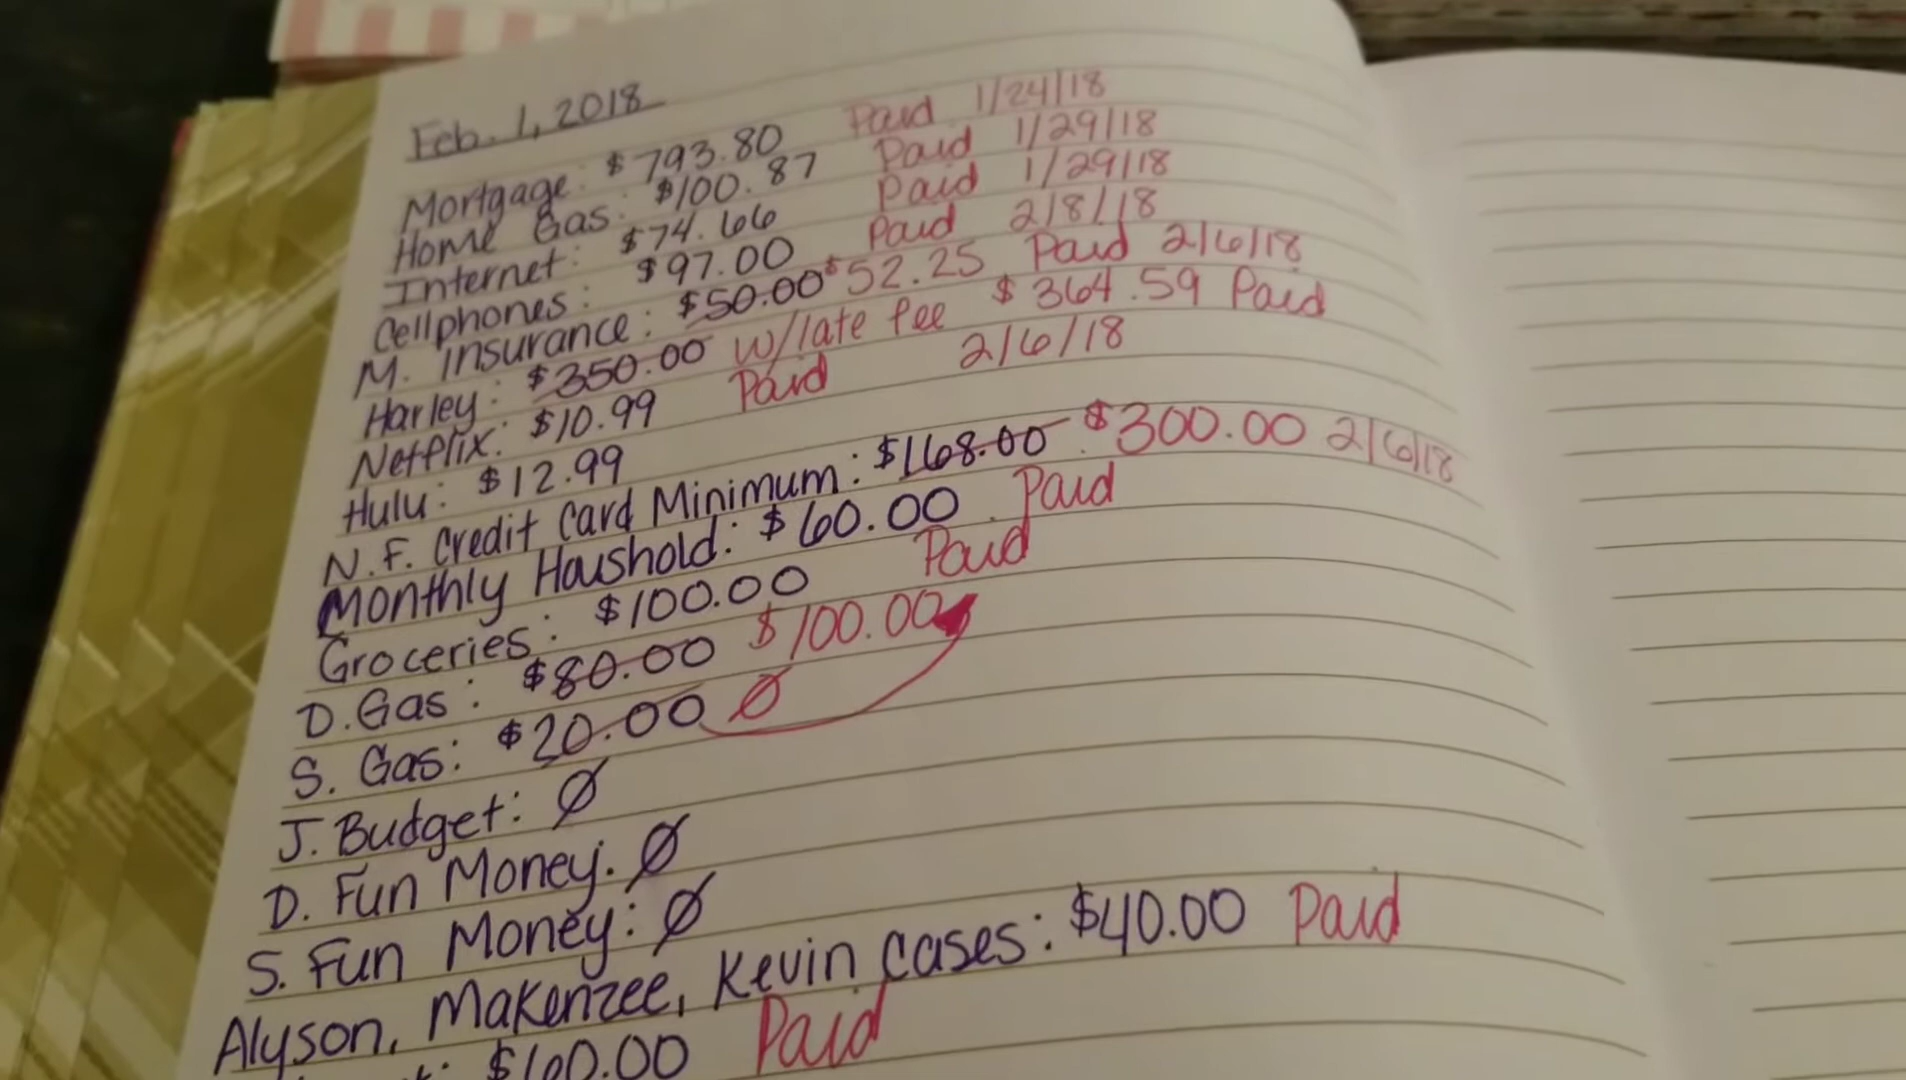 Feb. 1, 2018
Mortgage: $793.80 Paid 1/24/18
Home Gas: $100.87 Paid 1/29/18
Internet: $74.66 Paid 1/29/18
Cellphones: $97.00 Paid 2/8/18
M. Insurance: $50.00 $52.25 Paid 2/6/18
Harley: $350.00 w/late fee $364.59 Paid
Netflix: $10.99 Paid 2/6/18
Hulu: $12.99
N.F. Credit Card Minimum: $168.00 $300.00 2/6/18
Monthly Haushold: $60.00 Paid
Groceries: $100.00 Paid
D. Gas: $80.00 $100.00
S. Gas: $20.00 Ø
J. Budget: Ø
D. Fun Money: Ø
S. Fun Money: Ø
Alyson, Makenzee, Kevin cases: $40.00 Paid
: $60.00 Paid